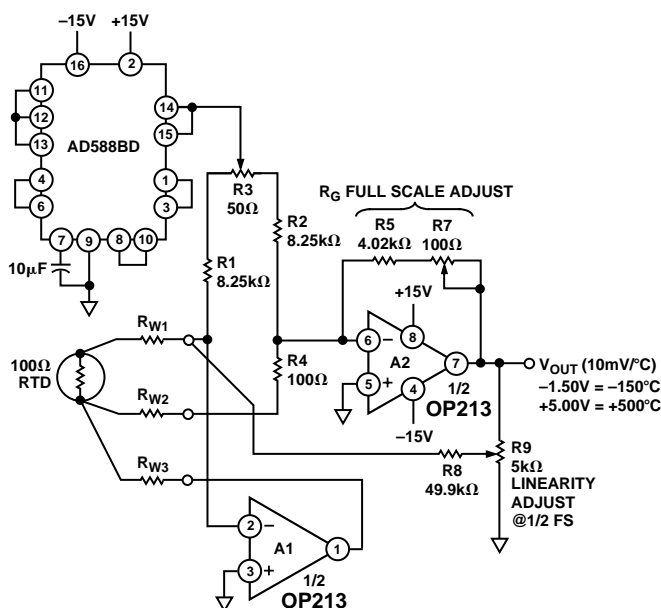 –15V
+15V
16
2
11
12
13
14
15
AD588BD
4
6
1
3
7
9
8
10
10μF
R3
50Ω
R2
8.25kΩ
R1
8.25kΩ
RG FULL SCALE ADJUST
R5
4.02kΩ
R7
100Ω
+15V
6
–
8
A2
7
5
+
4
1/2
OP213
–15V
VOUT (10mV/°C)
–1.50V = –150°C
+5.00V = +500°C
100Ω
RTD
RW1
RW2
RW3
R4
100Ω
R8
49.9kΩ
R9
5kΩ
LINEARITY
ADJUST
@1/2 FS
2
–
A1
1
3
+
1/2
OP213